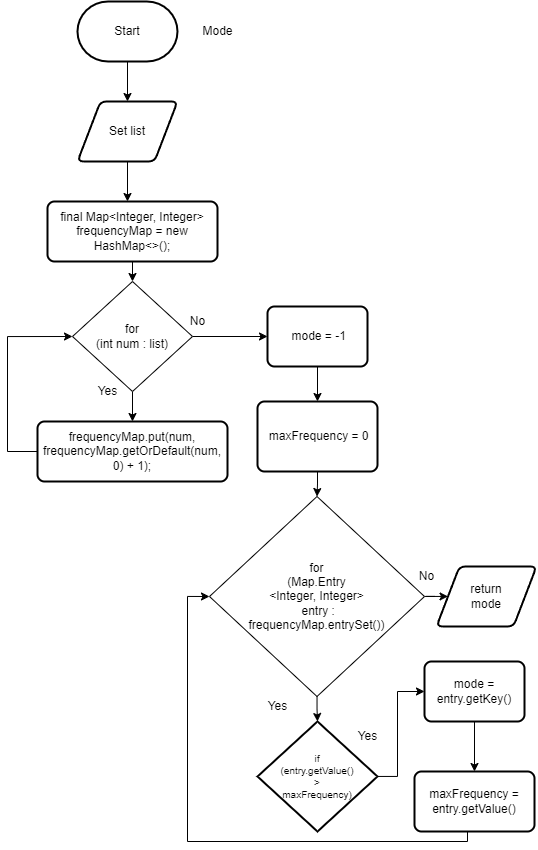 Start
Mode
Set list
final Map<Integer, Integer>
frequencyMap = new
HashMap<>();
for
(int num : list)
No
Yes
frequencyMap.put(num,
frequencyMap.getOrDefault(num,
0) + 1);
mode = -1
maxFrequency = 0
for
(Map.Entry
<Integer, Integer>
entry :
frequencyMap.entrySet())
No
return
mode
Yes
if
(entry.getValue()
>
maxFrequency)
Yes
mode =
entry.getKey()
maxFrequency =
entry.getValue()